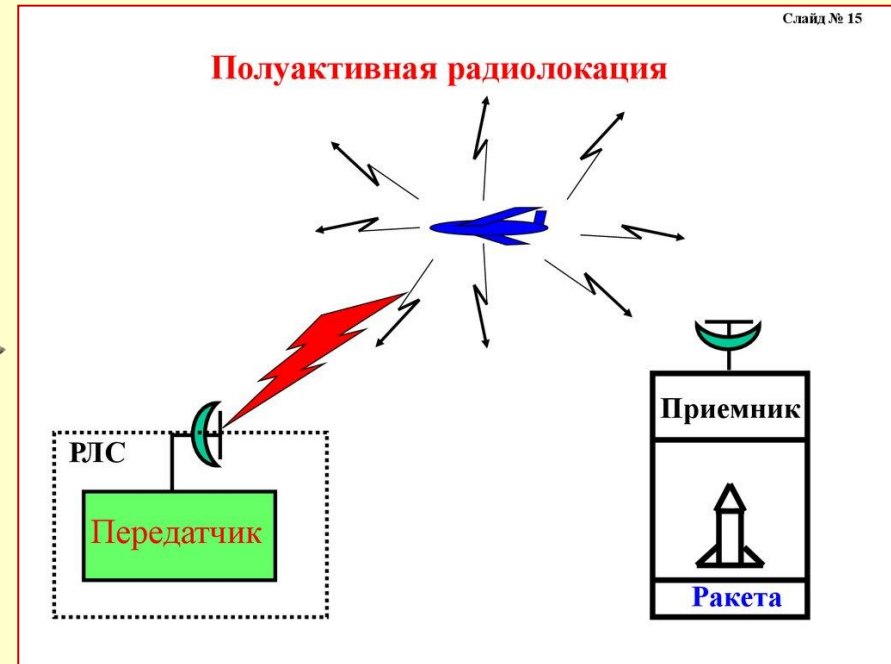 Слайд № 15
Полуактивная радиолокация
Приемник
РЛС
Передатчик
Ракета